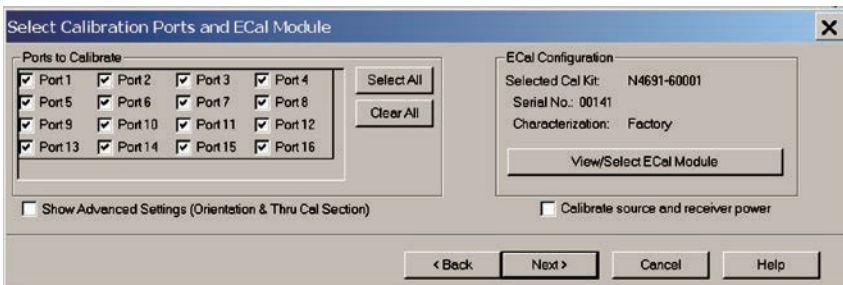 Select Calibration Ports and ECal Module
Ports to Calibrate
Port 1 Port 2 Port 3 Port 4
Port 5 Port 6 Port 7 Port 8
Port 9 Port 10 Port 11 Port 12
Port 13 Port 14 Port 15 Port 16
Select All
Clear All
Show Advanced Settings (Orientation & Thru Cal Section)
ECal Configuration
Selected Cal Kit: N4691-60001
Serial No.: 00141
Characterization: Factory
View/Select ECal Module
Calibrate source and receiver power
< Back Next > Cancel Help